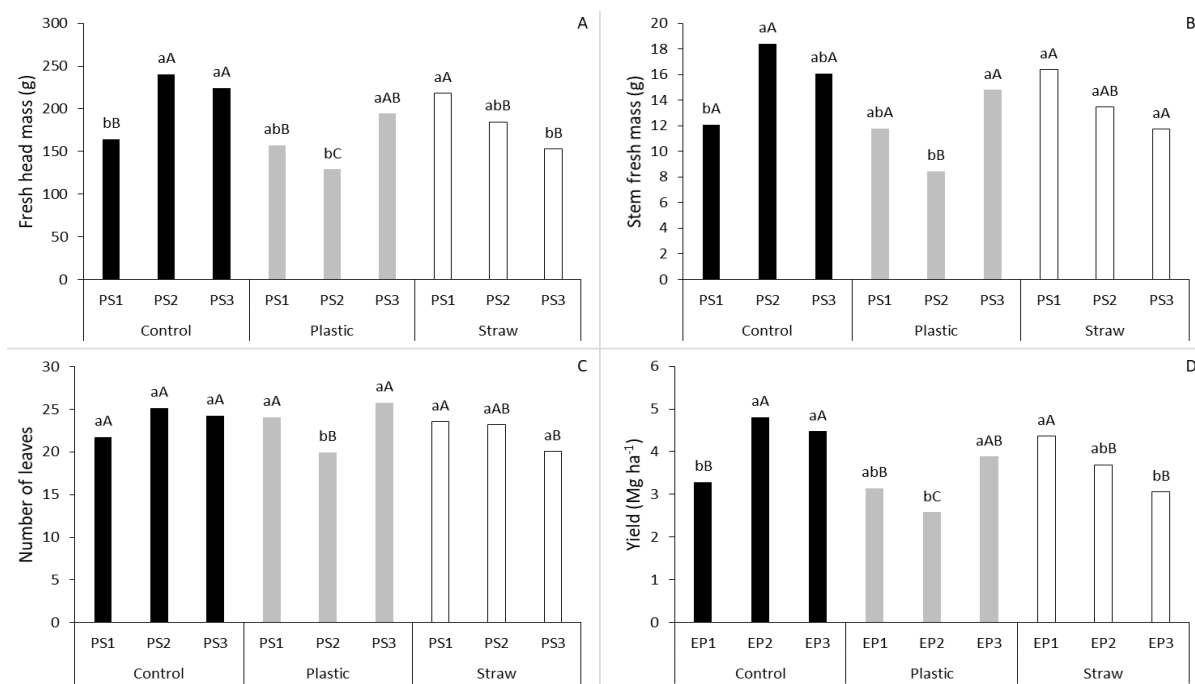 A
Fresh head mass (g)
300
250
200
150
100
50
0
bB aA aA abB bC aAB aA abB bB
PS1 PS2 PS3 PS1 PS2 PS3 PS1 PS2 PS3
Control Plastic Straw
B
Stem fresh mass (g)
20
18
16
14
12
10
8
6
4
2
0
bA aA abA abA bB aA aA aAB aA
PS1 PS2 PS3 PS1 PS2 PS3 PS1 PS2 PS3
Control Plastic Straw
C
Number of leaves
30
25
20
15
10
5
0
aA aA aA aA bB aA aA aAB aB
PS1 PS2 PS3 PS1 PS2 PS3 PS1 PS2 PS3
Control Plastic Straw
D
Yield (Mg ha⁻¹)
6
5
4
3
2
1
0
bB aA aA abB bC aAB aA abB bB
EP1 EP2 EP3 EP1 EP2 EP3 EP1 EP2 EP3
Control Plastic Straw